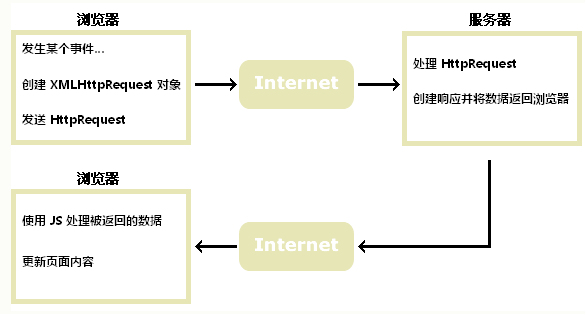 浏览器
发生某个事件...
创建 XMLHttpRequest 对象
发送 HttpRequest
Internet
服务器
处理 HttpRequest
创建响应并将数据返回浏览器
浏览器
使用 JS 处理被返回的数据
更新页面内容
Internet